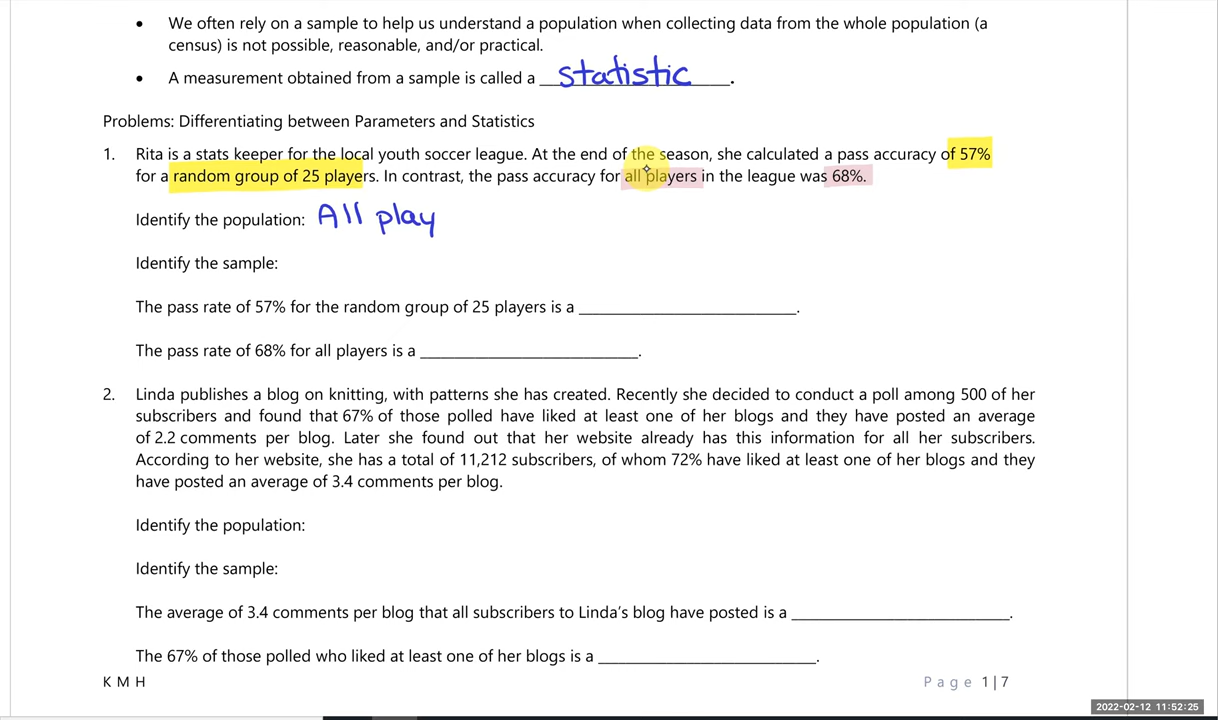 • We often rely on a sample to help us understand a population when collecting data from the whole population (a
census) is not possible, reasonable, and/or practical.
• A measurement obtained from a sample is called a statistic.
Problems: Differentiating between Parameters and Statistics
1. Rita is a stats keeper for the local youth soccer league. At the end of the season, she calculated a pass accuracy of 57%
for a random group of 25 players. In contrast, the pass accuracy for all players in the league was 68%.
Identify the population: All play
Identify the sample:
The pass rate of 57% for the random group of 25 players is a ____________________________.
The pass rate of 68% for all players is a ____________________________.
2. Linda publishes a blog on knitting, with patterns she has created. Recently she decided to conduct a poll among 500 of her
subscribers and found that 67% of those polled have liked at least one of her blogs and they have posted an average
of 2.2 comments per blog. Later she found out that her website already has this information for all her subscribers.
According to her website, she has a total of 11,212 subscribers, of whom 72% have liked at least one of her blogs and they
have posted an average of 3.4 comments per blog.
Identify the population:
Identify the sample:
The average of 3.4 comments per blog that all subscribers to Linda's blog have posted is a ____________________________.
The 67% of those polled who liked at least one of her blogs is a ____________________________.
K M H Page 1|7
2022-02-12 11:52:25